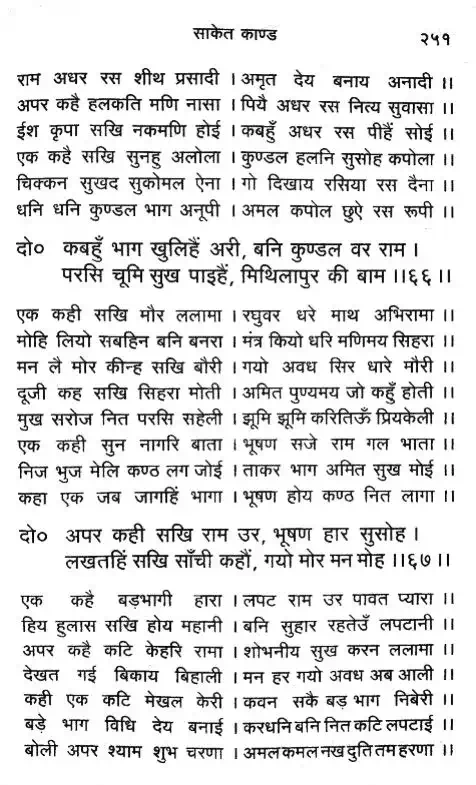 साकेत काण्ड २५१
राम अधर रस शीथ प्रसादी । अमृत देय बनाय अनादी ।।
अपर कहै हलकति मणि नासा । पियै अधर रस नित्य सुवासा ।।
ईश कृपा सखि नकमणि होई । कबहुँ अधर रस पीहैं सोई ।।
एक कहै सखि सुनहु अलोला । कुण्डल हलनि सुसोह कपोला ।।
चिक्कन सुखद सुकोमल ऐना । गो दिखाय रसिया रस दैना ।।
धनि धनि कुण्डल भाग अनूपी । अमल कपोल छुऐ रस रूपी ।।
दो० कबहुँ भाग खुलिहैं अरी, बनि कुण्डल वर राम ।
परसि चूमि सुख पाइहैं, मिथिलापुर की बाम ।।६६।।
एक कही सखि मौर ललामा । रघुवर धरे माथ अभिरामा ।।
मोहि लियो सबहिन बनि बनरा । मंत्र कियो धरि मणिमय सिहरा ।।
मन लै मोर कीन्ह सखि बौरी । गयो अवध सिर धारे मौरी ।।
दूजी कह सखि सिहरा मोती । अमित पुण्यमय जो कहुँ होती ।।
मुख सरोज नित परसि सहेली । झूमि झूमि करितिऊँ प्रियकेली ।।
एक कही सुन नागरि बाता । भूषण सजे राम गल भाता ।।
निज भुज मेलि कण्ठ लग जोई । ताकर भाग अमित सुख मोई ।।
कहा एक जब जागहिं भागा । भूषण होय कण्ठ नित लागा ।।
दो० अपर कही सखि राम उर, भूषण हार सुसोह ।
लखतहिं सखि साँची कहौं, गयो मोर मन मोह ।।६७।।
एक कहै बड़भागी हारा । लपट राम उर पावत प्यारा ।।
हिय हुलास सखि होय महानी । बनि सुहार रहतेउँ लपटानी ।।
अपर कहै कटि केहरि रामा । शोभनीय सुख करन ललामा ।।
देखत गई बिकाय बिहाली । मन हर गयो अवध अब आली ।।
कही एक कटि मेखल केरी । कवन सकै बड़ भाग निबेरी ।।
बड़े भाग विधि देय बनाई । करधनि बनि नित कटि लपटाई ।।
बोली अपर श्याम शुभ चरणा । अमल कमल नख दुति तम हरणा ।।